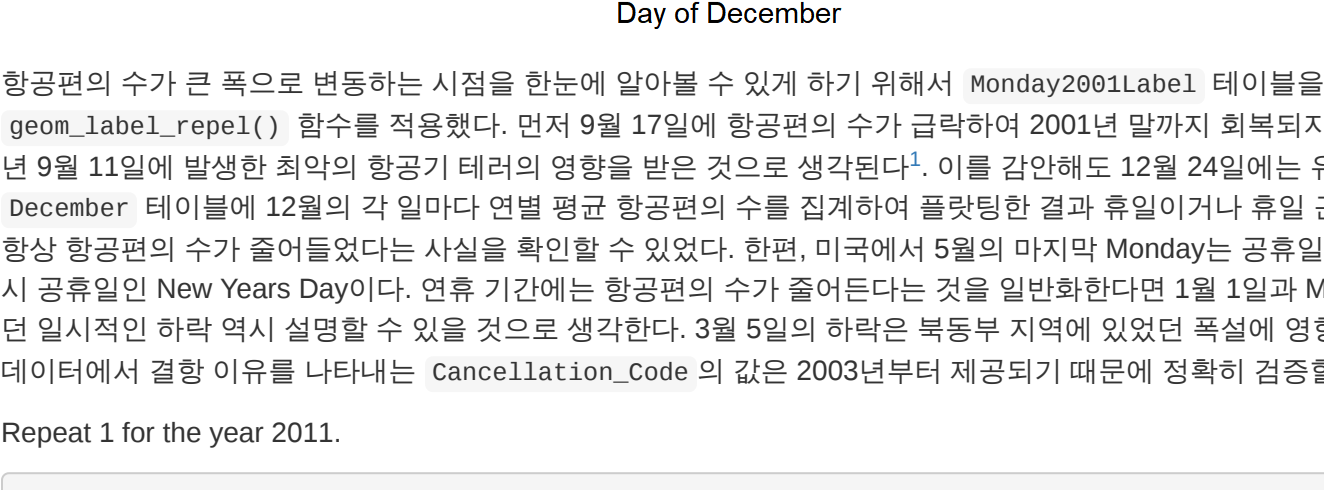 Day of December
항공편의 수가 큰 폭으로 변동하는 시점을 한눈에 알아볼 수 있게 하기 위해서 Monday2001Label 테이블을
geom_label_repel() 함수를 적용했다. 먼저 9월 17일에 항공편의 수가 급락하여 2001년 말까지 회복되지
년 9월 11일에 발생한 최악의 항공기 테러의 영향을 받은 것으로 생각된다1. 이를 감안해도 12월 24일에는
December 테이블에 12월의 각 일마다 연별 평균 항공편의 수를 집계하여 플랏팅한 결과 휴일이거나 휴일
항상 항공편의 수가 줄어들었다는 사실을 확인할 수 있었다. 한편, 미국에서 5월의 마지막 Monday는 공휴일
시 공휴일인 New Years Day이다. 연휴 기간에는 항공편의 수가 줄어든다는 것을 일반화한다면 1월 1일과
던 일시적인 하락 역시 설명할 수 있을 것으로 생각한다. 3월 5일의 하락은 북동부 지역에 있었던 폭설에
데이터에서 결항 이유를 나타내는 Cancellation_Code의 값은 2003년부터 제공되기 때문에 정확히
Repeat 1 for the year 2011.